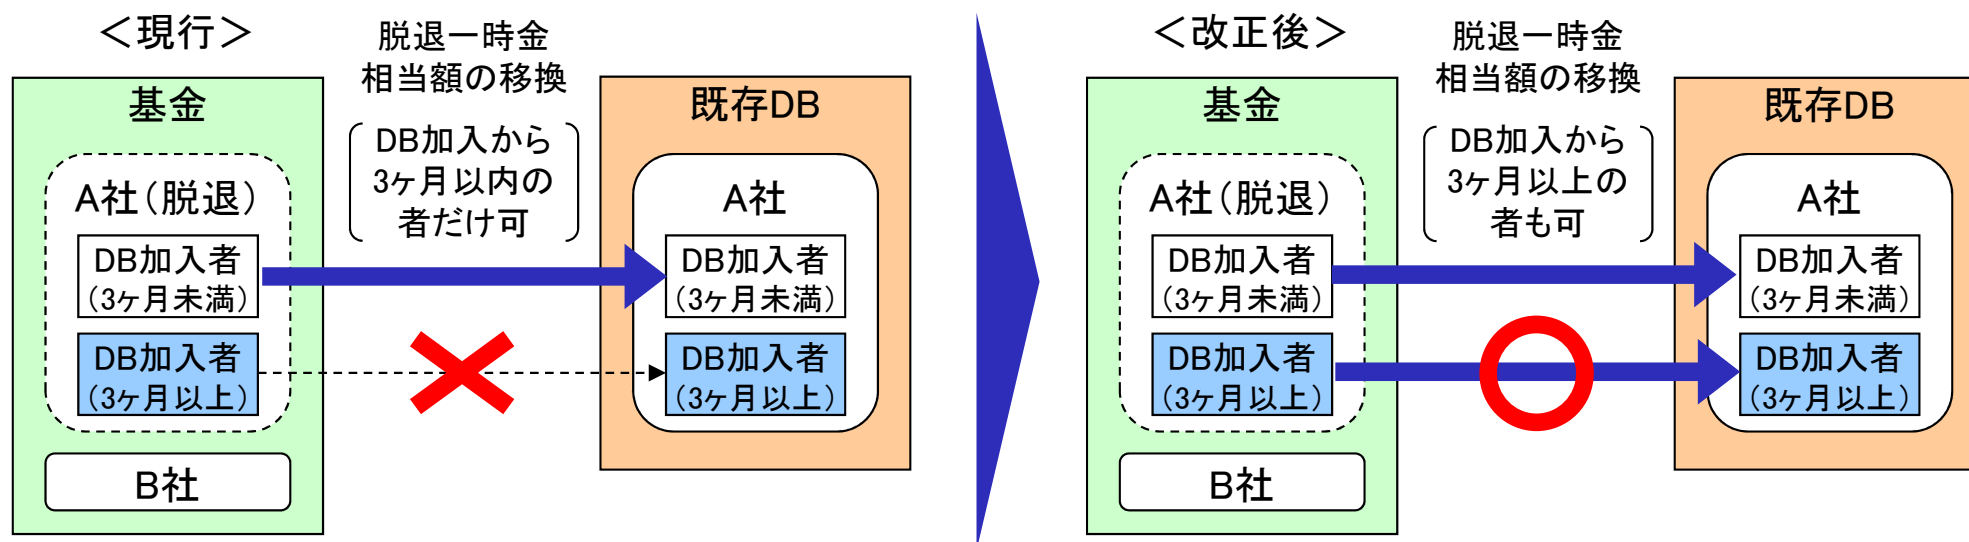 ＜現行＞
脱退一時金
相当額の移換
DB加入から
3ヶ月以内の
者だけ可
基金
A社（脱退）
DB加入者
（3ヶ月未満）
DB加入者
（3ヶ月以上）
B社
既存DB
A社
DB加入者
（3ヶ月未満）
DB加入者
（3ヶ月以上）
＜改正後＞
脱退一時金
相当額の移換
DB加入から
3ヶ月以上の
者も可
基金
A社（脱退）
DB加入者
（3ヶ月未満）
DB加入者
（3ヶ月以上）
B社
既存DB
A社
DB加入者
（3ヶ月未満）
DB加入者
（3ヶ月以上）